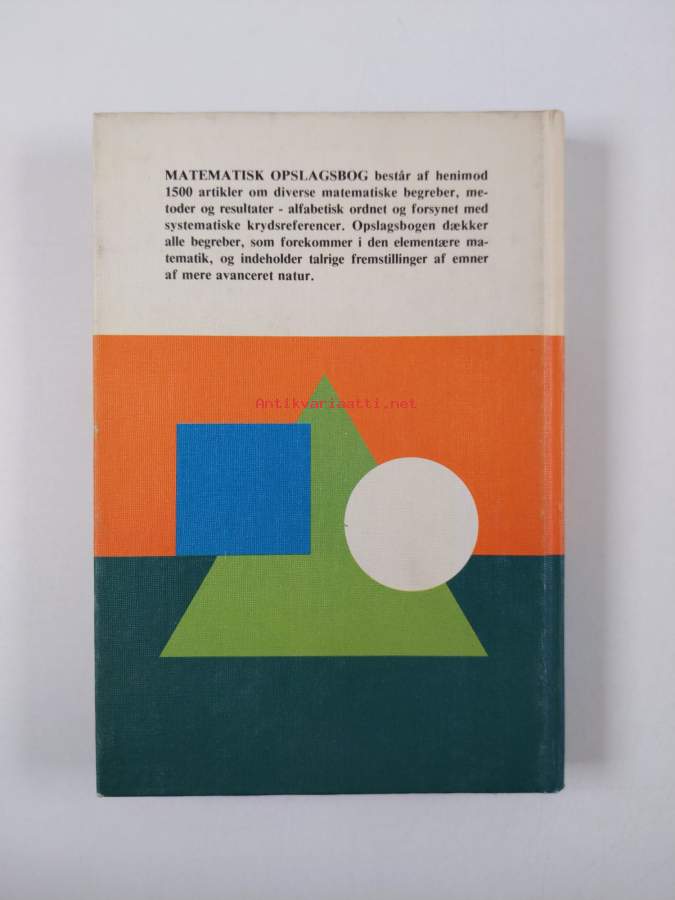 MATEMATISK OPSLAGSBOG består af henimod
1500 artikler om diverse matematiske begreber, me-
toder og resultater - alfabetisk ordnet og forsynet med
systematiske krydsreferencer. Opslagsbogen dækker
alle begreber, som forekommer i den elementære ma-
tematik, og indeholder talrige fremstillinger af emner
af mere avanceret natur.
Antikvariaatti.net